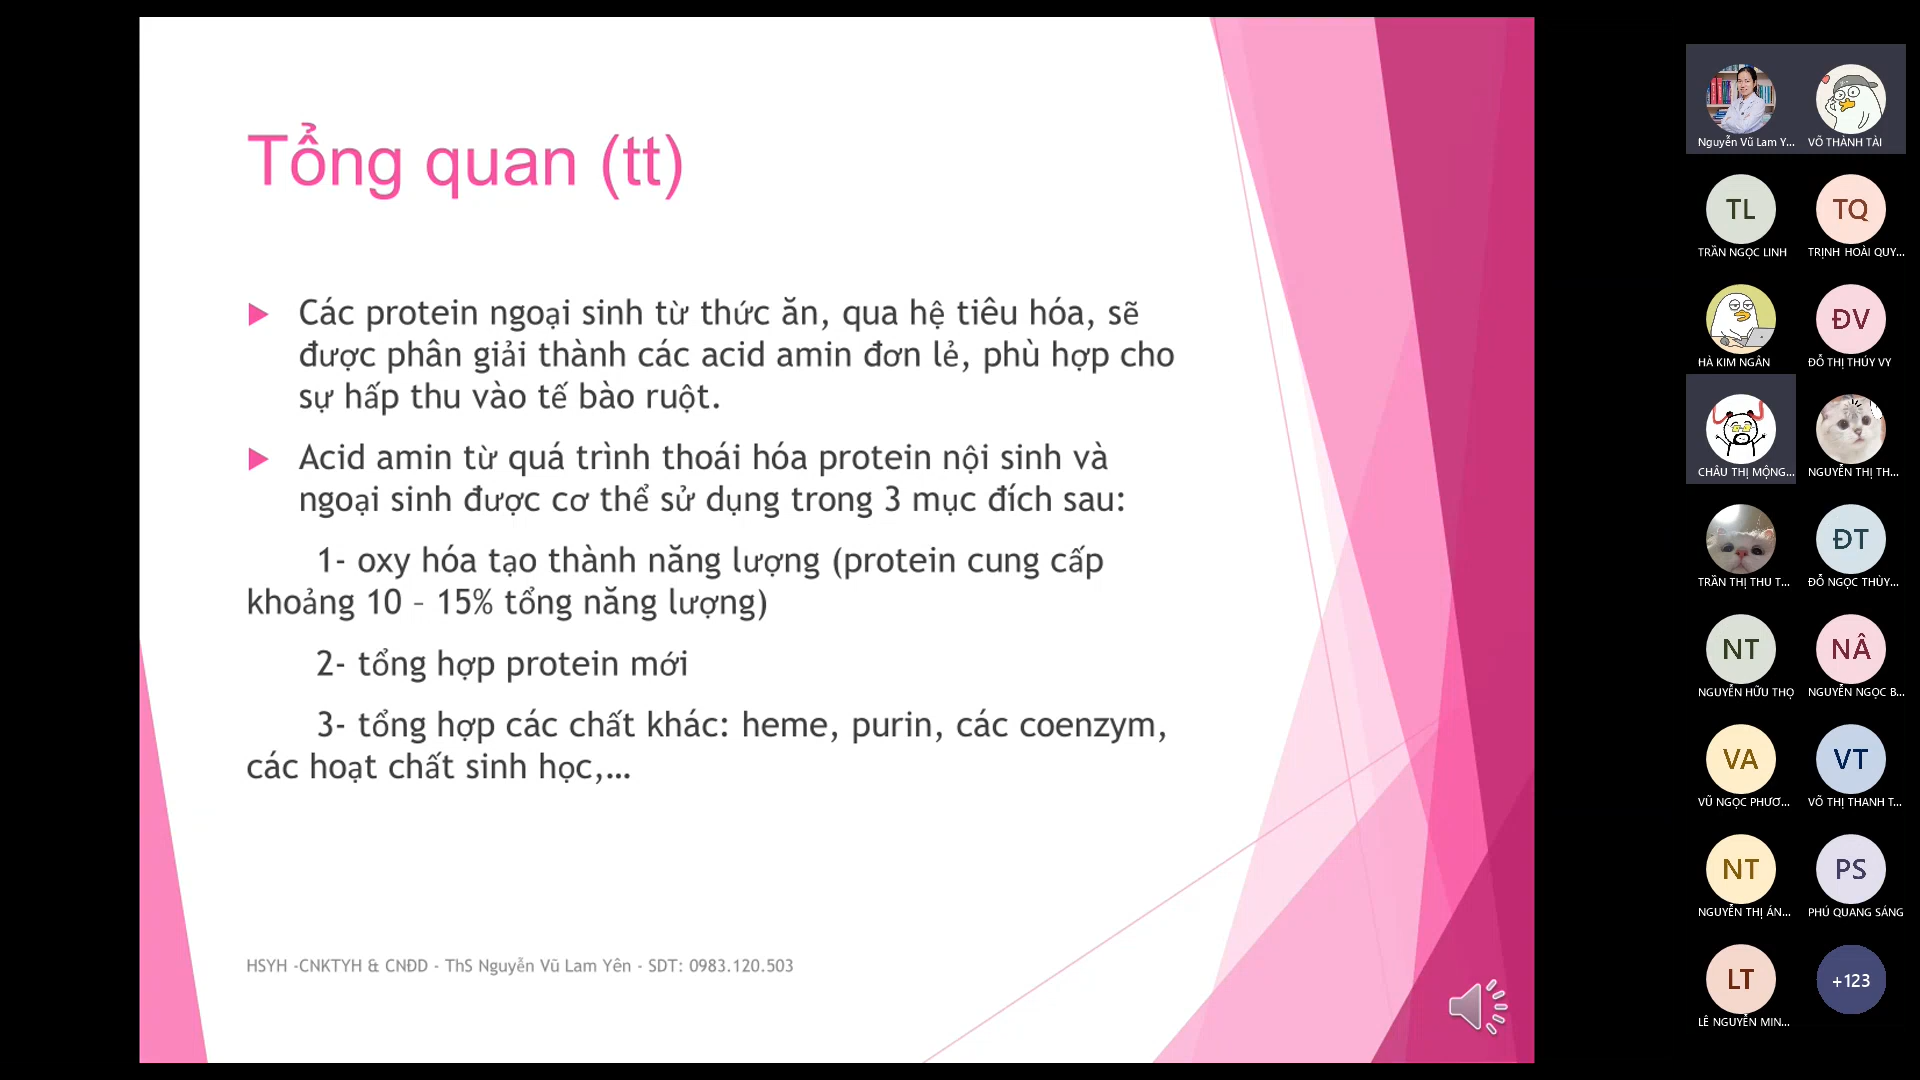 Tổng quan (tt)
Các protein ngoại sinh từ thức ăn, qua hệ tiêu hóa, sẽ
được phân giải thành các acid amin đơn lẻ, phù hợp cho
sự hấp thu vào tế bào ruột.
Acid amin từ quá trình thoái hóa protein nội sinh và
ngoại sinh được cơ thể sử dụng trong 3 mục đích sau:
1- oxy hóa tạo thành năng lượng (protein cung cấp
khoảng 10 – 15% tổng năng lượng)
2- tổng hợp protein mới
3- tổng hợp các chất khác: heme, purin, các coenzym,
các hoạt chất sinh học,…
HSYH -CNKTYH & CNĐD - ThS Nguyễn Vũ Lam Yên - SDT: 0983.120.503
Nguyễn Vũ Lam Y... VÕ THÀNH TÀI
TL TQ
TRẦN NGỌC LINH TRỊNH HOÀI QUY...
ĐV
HÀ KIM NGÂN ĐỖ THỊ THÚY VY
CHÂU THỊ MỘNG... NGUYỄN THỊ TH...
ĐT
TRẦN THỊ THU T... ĐỖ NGỌC THÙY...
NT NÂ
NGUYỄN HỮU THỌ NGUYỄN NGỌC B...
VA VT
VŨ NGỌC PHƯƠ... VÕ THỊ THANH T...
NT PS
NGUYỄN THỊ ÁN... PHÚ QUANG SÁNG
LT +123
LÊ NGUYỄN MIN...